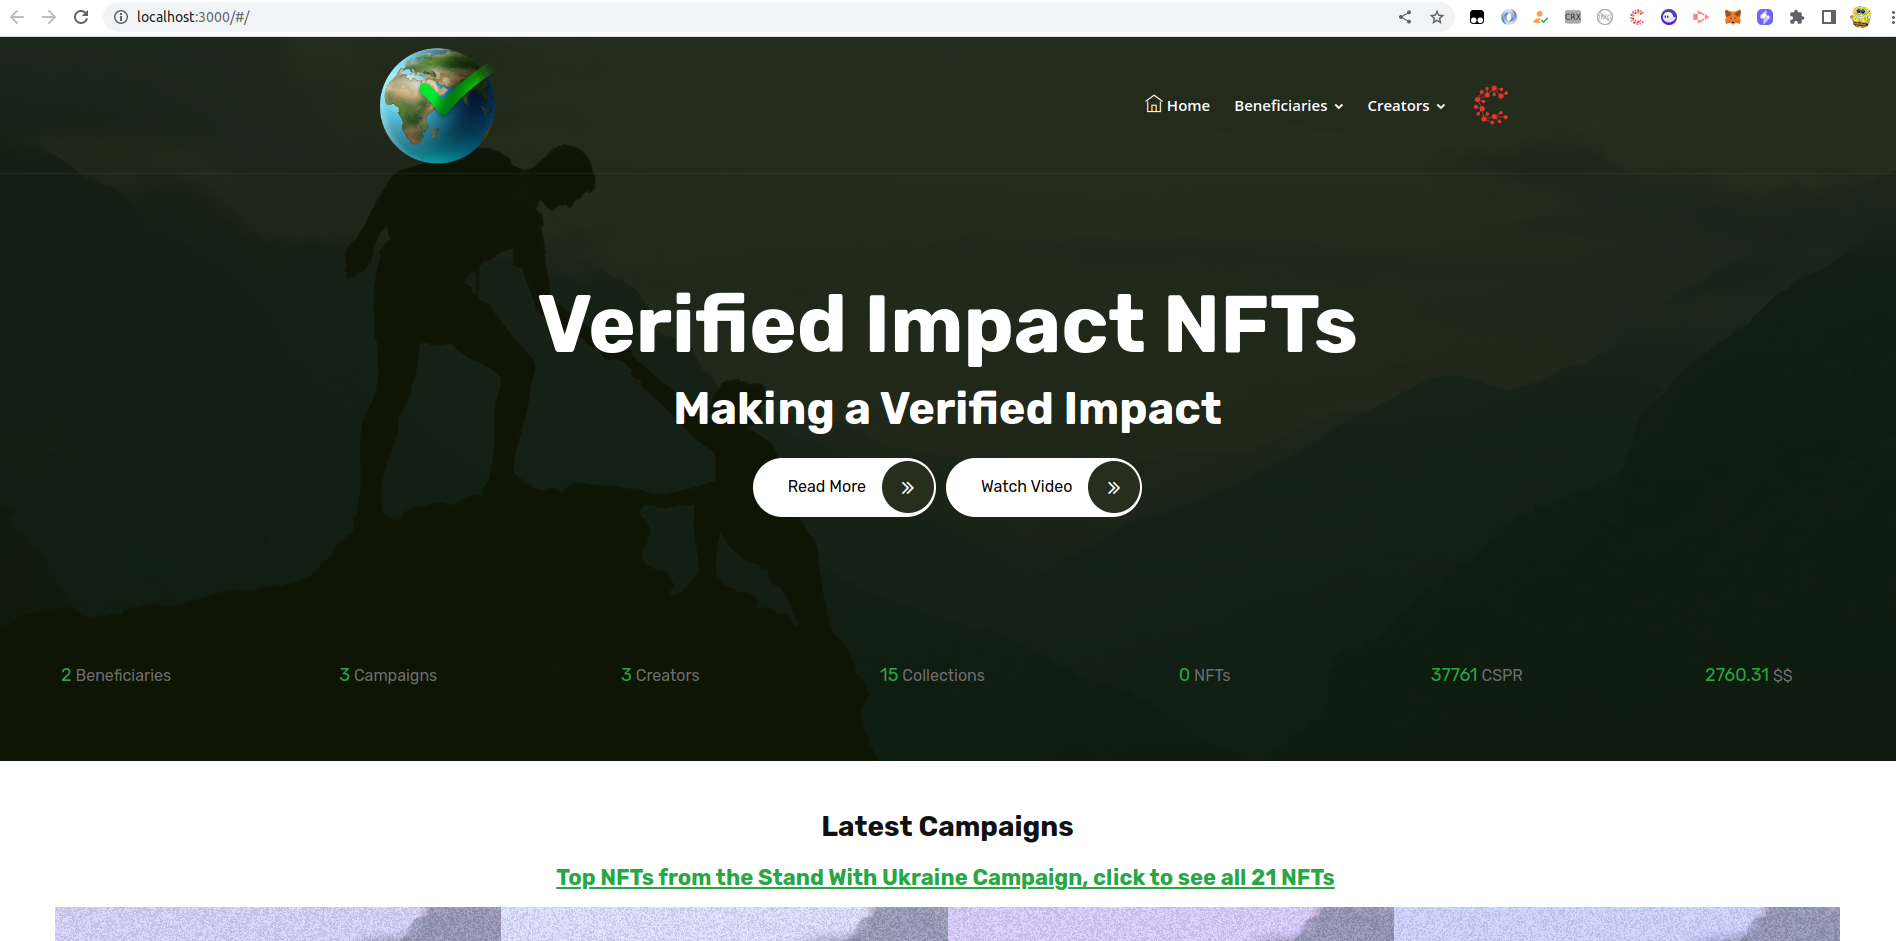 localhost:3000/#/
Home Beneficiaries Creators
Verified Impact NFTs
Making a Verified Impact
Read More Watch Video
2 Beneficiaries 3 Campaigns 3 Creators 15 Collections 0 NFTs 37761 CSPR 2760.31 $$
Latest Campaigns
Top NFTs from the Stand With Ukraine Campaign, click to see all 21 NFTs